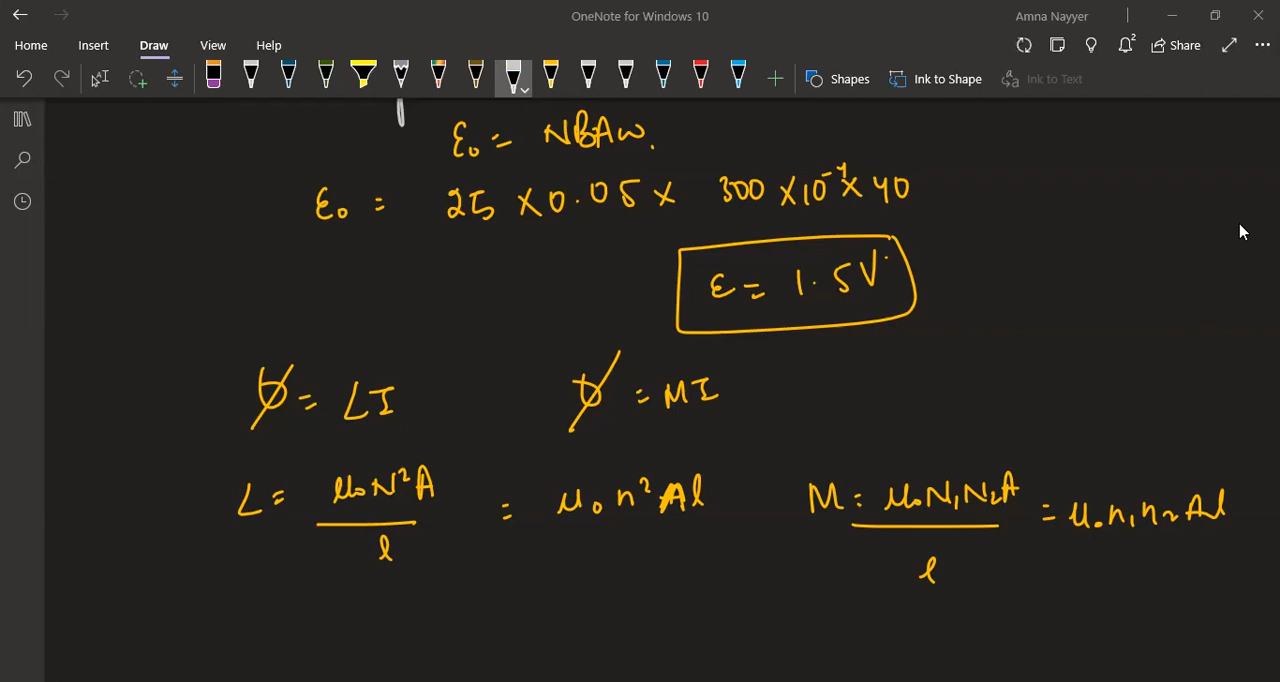 OneNote for Windows 10
Amna Nayyer
Home Insert Draw View Help
2 Share
Shapes Ink to Shape Ink to Text
ε₀ = NBAω.
ε₀ = 25 × 0.05 × 300 × 10⁻⁴ × 40
ε = 1.5V
Φ = LI Φ = MI
L = μ₀N²A / l = μ₀n²Al M = μ₀N₁N₂A / l = μ₀n₁n₂Al